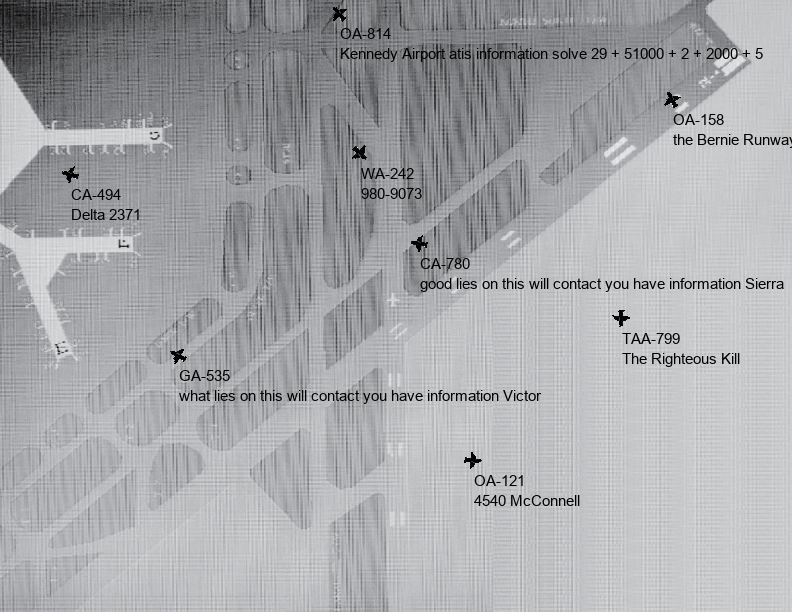 OA-814
Kennedy Airport atis information solve 29 + 51000 + 2 + 2000 + 5
OA-158
the Bernie Runway
WA-242
980-9073
CA-494
Delta 2371
CA-780
good lies on this will contact you have information Sierra
TAA-799
The Righteous Kill
GA-535
what lies on this will contact you have information Victor
OA-121
4540 McConnell